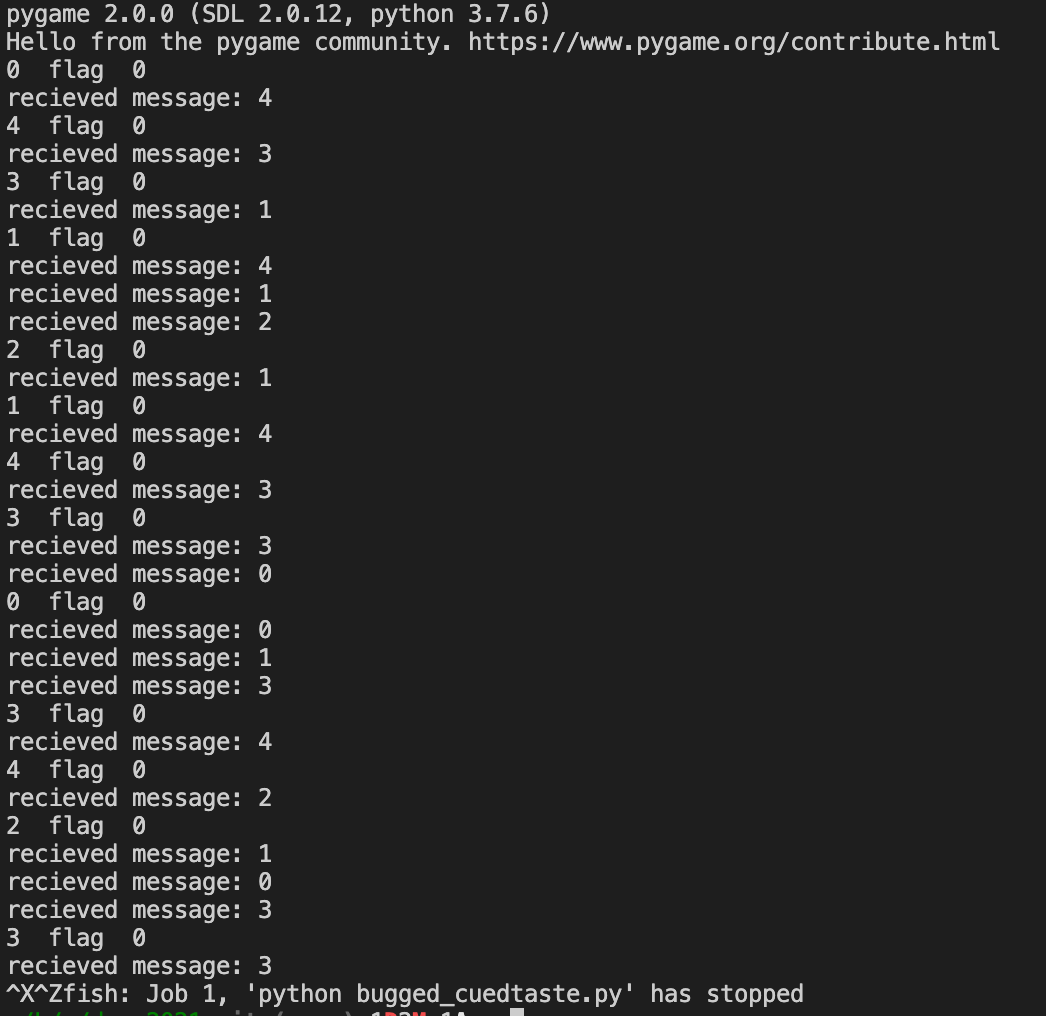 pygame 2.0.0 (SDL 2.0.12, python 3.7.6)
Hello from the pygame community. https://www.pygame.org/contribute.html
0  flag  0
recieved message: 4
4  flag  0
recieved message: 3
3  flag  0
recieved message: 1
1  flag  0
recieved message: 4
recieved message: 1
recieved message: 2
2  flag  0
recieved message: 1
1  flag  0
recieved message: 4
4  flag  0
recieved message: 3
3  flag  0
recieved message: 3
recieved message: 0
0  flag  0
recieved message: 0
recieved message: 1
recieved message: 3
3  flag  0
recieved message: 4
4  flag  0
recieved message: 2
2  flag  0
recieved message: 1
recieved message: 0
recieved message: 3
3  flag  0
recieved message: 3
^X^Zfish: Job 1, 'python bugged_cuedtaste.py' has stopped